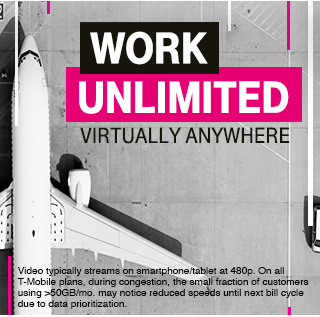 WORK
UNLIMITED
VIRTUALLY ANYWHERE
Video typically streams on smartphone/tablet at 480p. On all
T-Mobile plans, during congestion, the small fraction of customers
using >50GB/mo. may notice reduced speeds until next bill cycle
due to data prioritization.